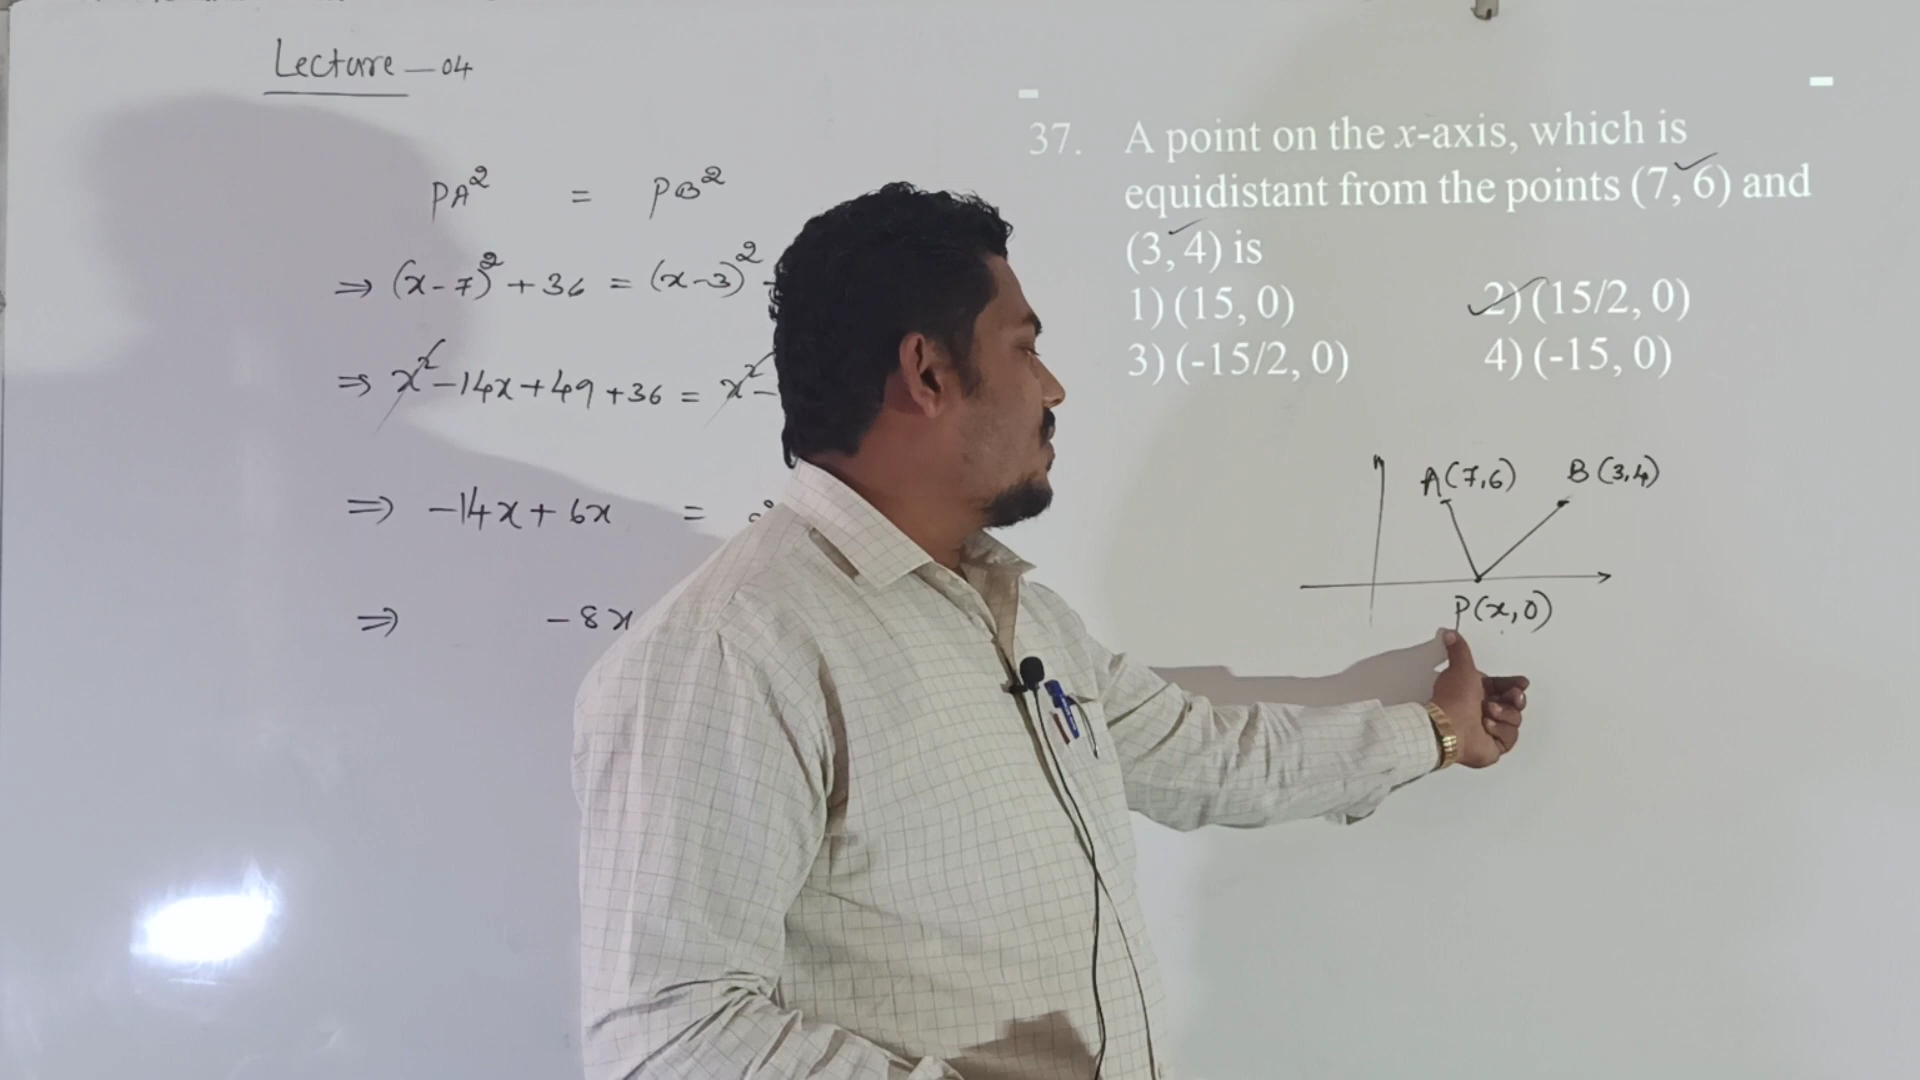 Lecture - 04
PA² = PB²
⇒ (x-7)² + 36 = (x-3)²
⇒ x² - 14x + 49 + 36 = x² -
⇒ -14x + 6x =
⇒ -8x
37. A point on the x-axis, which is
equidistant from the points (7, 6) and
(3, 4) is
1) (15, 0) 2) (15/2, 0)
3) (-15/2, 0) 4) (-15, 0)
A(7,6) B(3,4)
P(x,0)